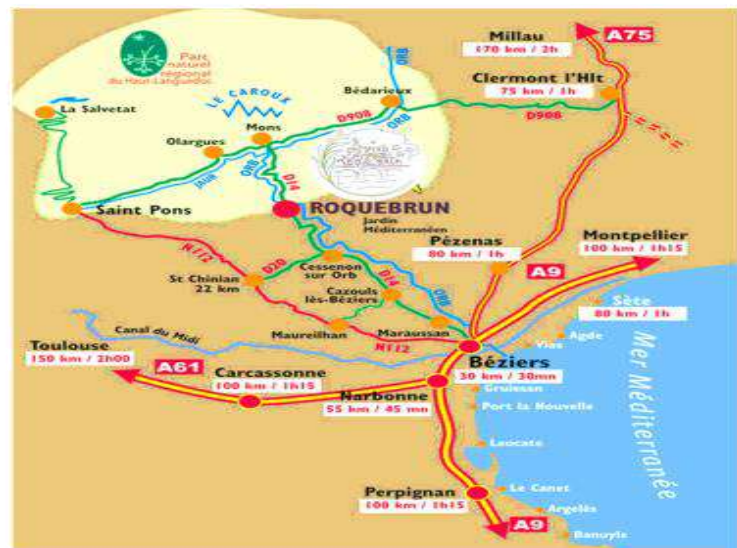 Millau
170 km / 2h
A75
Parc
naturel
régional
du Haut-Languedoc
ORB
Clermont l'Hlt
75 km / 1h
La Salvetat
LE CAROUX
Bédarieux
D908
ORB
D908
Mons
Olargues
JAUR
ORB
D14
Saint Pons
ROQUEBRUN
Jardin
Méditerranéen
Pézenas
80 km / 1h
Montpellier
100 km / 1h15
A9
N112
D20
Cessenon
sur Orb
D14
ORB
St Chinian
22 km
Cazouls
lès-Béziers
Sète
80 km / 1h
Canal du Midi
Maureilhan
Maraussan
Agde
Vias
N112
Toulouse
150 km / 2h00
A61
Carcassonne
100 km / 1h15
Béziers
30 km / 30mn
Narbonne
55 km / 45 mn
Gruissan
Port la Nouvelle
Leocate
Mer Méditerranée
Perpignan
100 km / 1h15
Le Canet
Argelès
A9
Banuyls